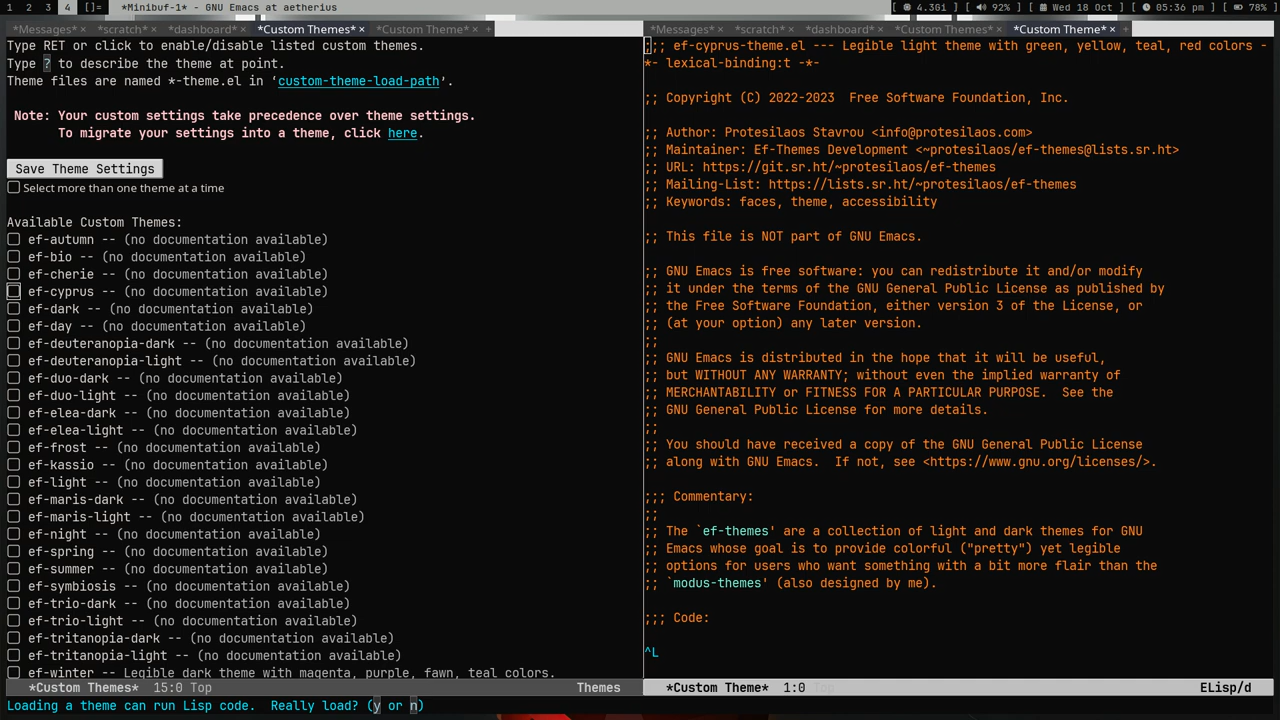 1 2 3 4 []= *Minibuf-1* - GNU Emacs at aetherius [ 4.3Gi ] [ 92% ] [ Wed 18 Oct ] [ 05:36 pm ] [ 78% ]
*Messages* × *scratch* × *dashboard* × *Custom Themes* × *Custom Theme* × +
Type RET or click to enable/disable listed custom themes.
Type ? to describe the theme at point.
Theme files are named *-theme.el in ‘custom-theme-load-path’.
Note: Your custom settings take precedence over theme settings.
To migrate your settings into a theme, click here.
Save Theme Settings
Select more than one theme at a time
Available Custom Themes:
ef-autumn -- (no documentation available)
ef-bio -- (no documentation available)
ef-cherie -- (no documentation available)
ef-cyprus -- (no documentation available)
ef-dark -- (no documentation available)
ef-day -- (no documentation available)
ef-deuteranopia-dark -- (no documentation available)
ef-deuteranopia-light -- (no documentation available)
ef-duo-dark -- (no documentation available)
ef-duo-light -- (no documentation available)
ef-elea-dark -- (no documentation available)
ef-elea-light -- (no documentation available)
ef-frost -- (no documentation available)
ef-kassio -- (no documentation available)
ef-light -- (no documentation available)
ef-maris-dark -- (no documentation available)
ef-maris-light -- (no documentation available)
ef-night -- (no documentation available)
ef-spring -- (no documentation available)
ef-summer -- (no documentation available)
ef-symbiosis -- (no documentation available)
ef-trio-dark -- (no documentation available)
ef-trio-light -- (no documentation available)
ef-tritanopia-dark -- (no documentation available)
ef-tritanopia-light -- (no documentation available)
ef-winter -- Legible dark theme with magenta, purple, fawn, teal colors.
*Custom Themes* 15:0 Top Themes
*Messages* × *scratch* × *dashboard* × *Custom Themes* × *Custom Theme* × +
;;; ef-cyprus-theme.el --- Legible light theme with green, yellow, teal, red colors -
*- lexical-binding:t -*-
;; Copyright (C) 2022-2023  Free Software Foundation, Inc.
;; Author: Protesilaos Stavrou <info@protesilaos.com>
;; Maintainer: Ef-Themes Development <~protesilaos/ef-themes@lists.sr.ht>
;; URL: https://git.sr.ht/~protesilaos/ef-themes
;; Mailing-List: https://lists.sr.ht/~protesilaos/ef-themes
;; Keywords: faces, theme, accessibility
;; This file is NOT part of GNU Emacs.
;; GNU Emacs is free software: you can redistribute it and/or modify
;; it under the terms of the GNU General Public License as published by
;; the Free Software Foundation, either version 3 of the License, or
;; (at your option) any later version.
;;
;; GNU Emacs is distributed in the hope that it will be useful,
;; but WITHOUT ANY WARRANTY; without even the implied warranty of
;; MERCHANTABILITY or FITNESS FOR A PARTICULAR PURPOSE.  See the
;; GNU General Public License for more details.
;;
;; You should have received a copy of the GNU General Public License
;; along with GNU Emacs.  If not, see <https://www.gnu.org/licenses/>.
;;; Commentary:
;;
;; The `ef-themes' are a collection of light and dark themes for GNU
;; Emacs whose goal is to provide colorful ("pretty") yet legible
;; options for users who want something with a bit more flair than the
;; `modus-themes' (also designed by me).
;;; Code:
^L
*Custom Theme* 1:0 Top ELisp/d
Loading a theme can run Lisp code.  Really load? (y or n)